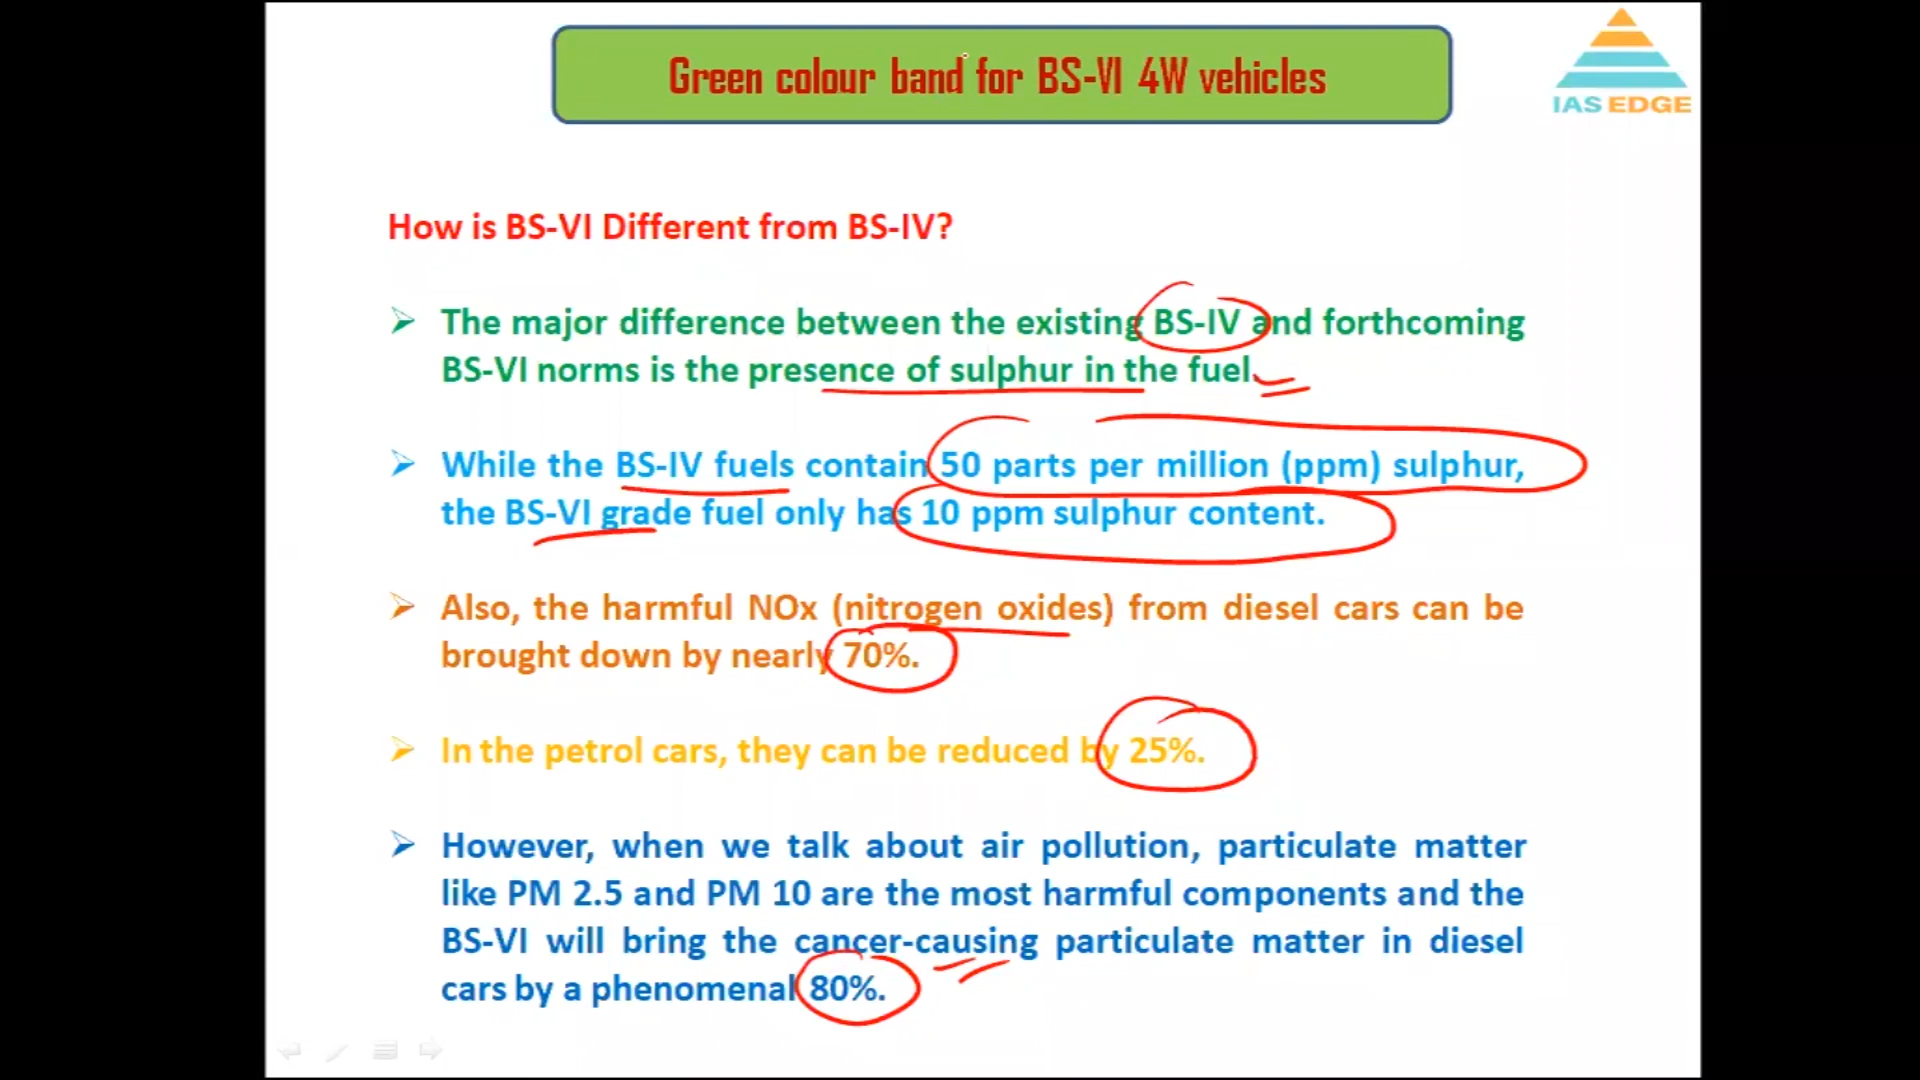 Green colour band for BS-VI 4W vehicles
IAS EDGE
How is BS-VI Different from BS-IV?
The major difference between the existing BS-IV and forthcoming
BS-VI norms is the presence of sulphur in the fuel.
While the BS-IV fuels contain 50 parts per million (ppm) sulphur,
the BS-VI grade fuel only has 10 ppm sulphur content.
Also, the harmful NOx (nitrogen oxides) from diesel cars can be
brought down by nearly 70%.
In the petrol cars, they can be reduced by 25%.
However, when we talk about air pollution, particulate matter
like PM 2.5 and PM 10 are the most harmful components and the
BS-VI will bring the cancer-causing particulate matter in diesel
cars by a phenomenal 80%.